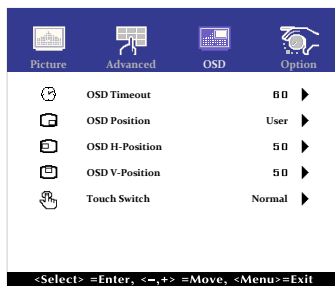 Picture Advanced OSD Option
OSD Timeout 60
OSD Position User
OSD H-Position 50
OSD V-Position 50
Touch Switch Normal
<Select> =Enter, <−,+> =Move, <Menu>=Exit